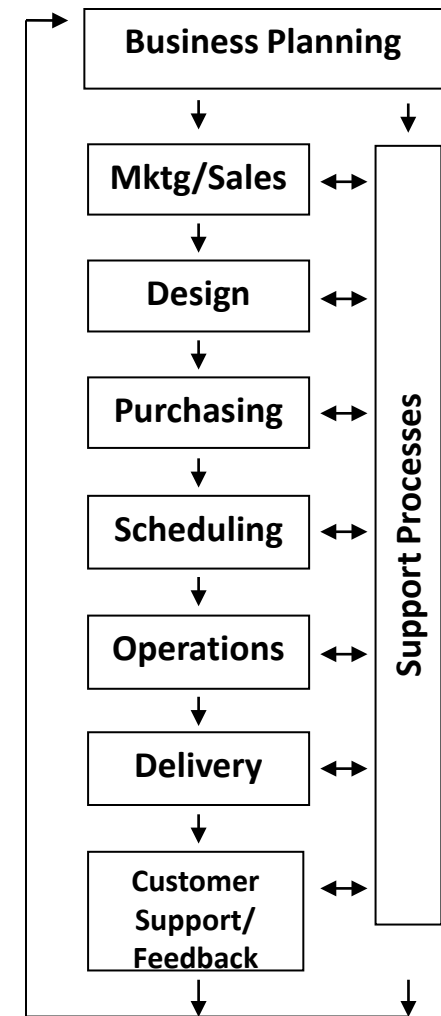 Business Planning
Mktg/Sales
Design
Purchasing
Scheduling
Operations
Delivery
Customer
Support/
Feedback
Support Processes